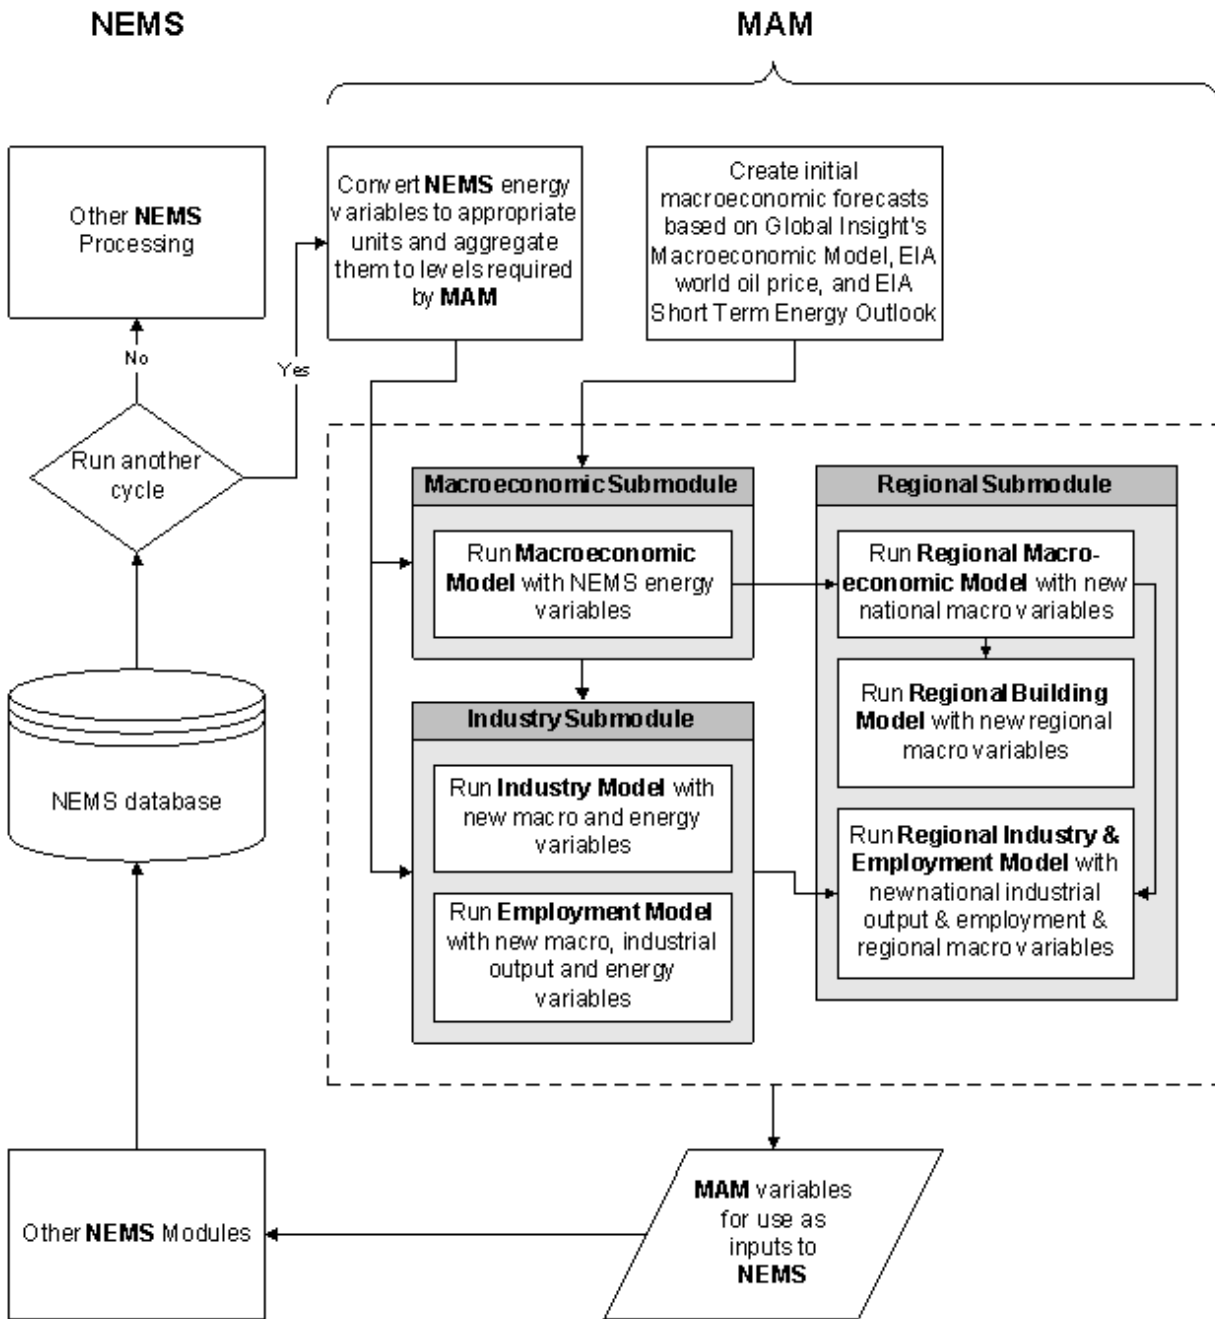 NEMS
MAM
Other NEMS
Processing
Convert NEMS energy
variables to appropriate
units and aggregate
them to levels required
by MAM
Create initial
macroeconomic forecasts
based on Global Insight's
Macroeconomic Model, EIA
world oil price, and EIA
Short Term Energy Outlook
No
Yes
Run another
cycle
Macroeconomic Submodule
Run Macroeconomic
Model with NEMS energy
variables
Regional Submodule
Run Regional Macro-
economic Model with new
national macro variables
Run Regional Building
Model with new regional
macro variables
Industry Submodule
Run Industry Model with
new macro and energy
variables
Run Employment Model
with new macro, industrial
output and energy
variables
Run Regional Industry &
Employment Model with
new national industrial
output & employment &
regional macro variables
NEMS database
Other NEMS Modules
MAM variables
for use as
inputs to
NEMS